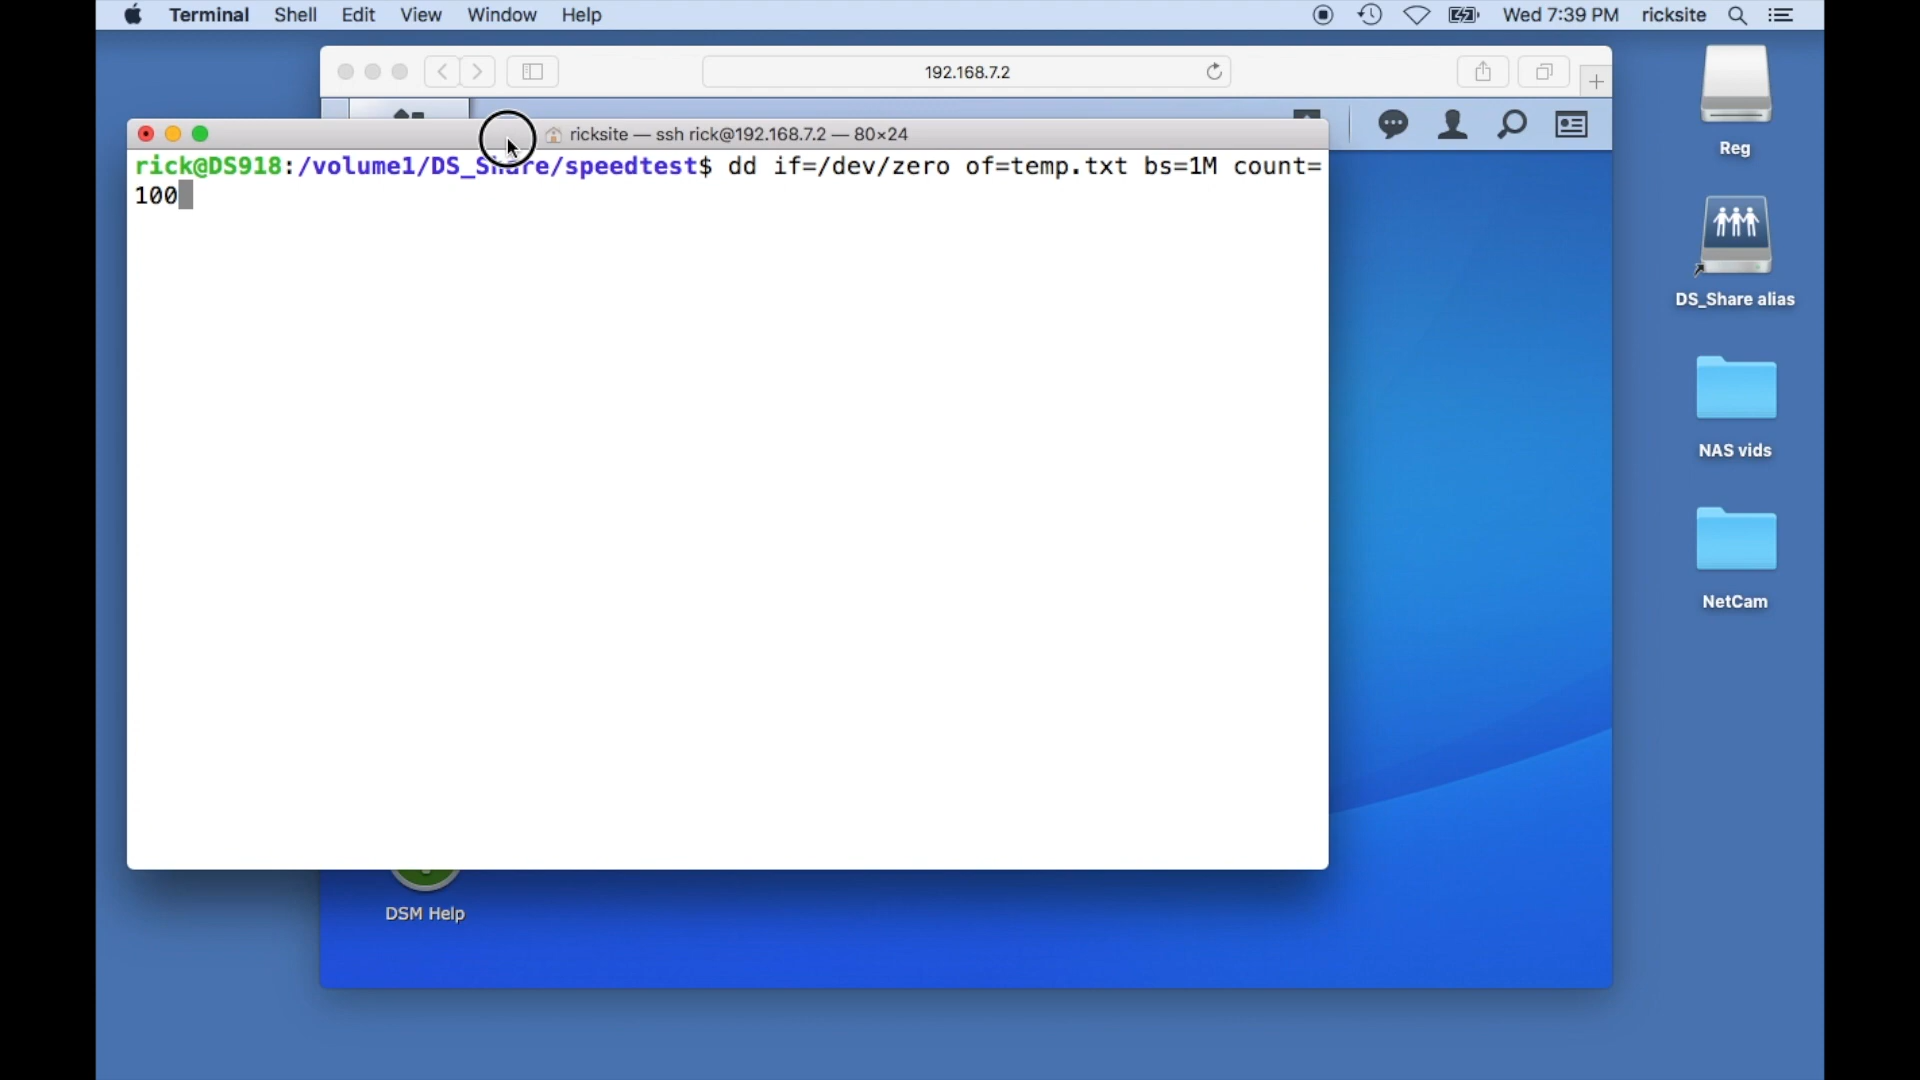 Terminal Shell Edit View Window Help Wed 7:39 PM ricksite
192.168.7.2
ricksite — ssh rick@192.168.7.2 — 80×24
rick@DS918:/volume1/DS_Share/speedtest$ dd if=/dev/zero of=temp.txt bs=1M count=
100
DSM Help
Reg
DS_Share alias
NAS vids
NetCam